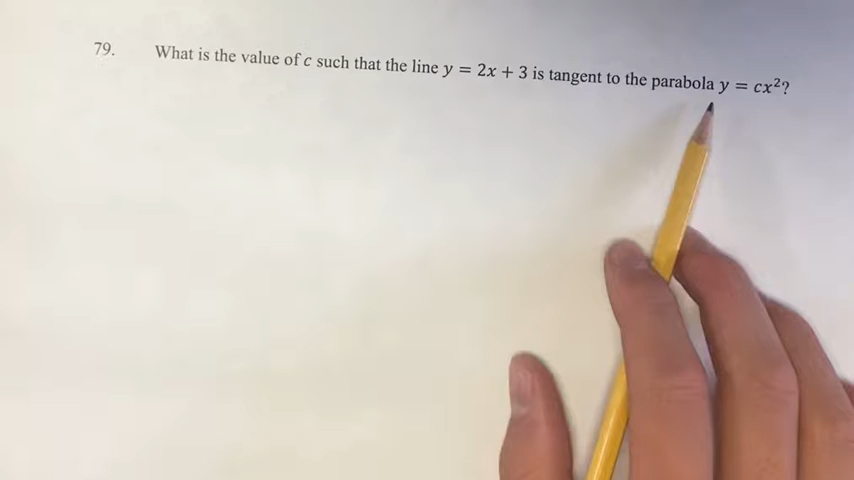 79. What is the value of c such that the line y = 2x + 3 is tangent to the parabola y = cx²?